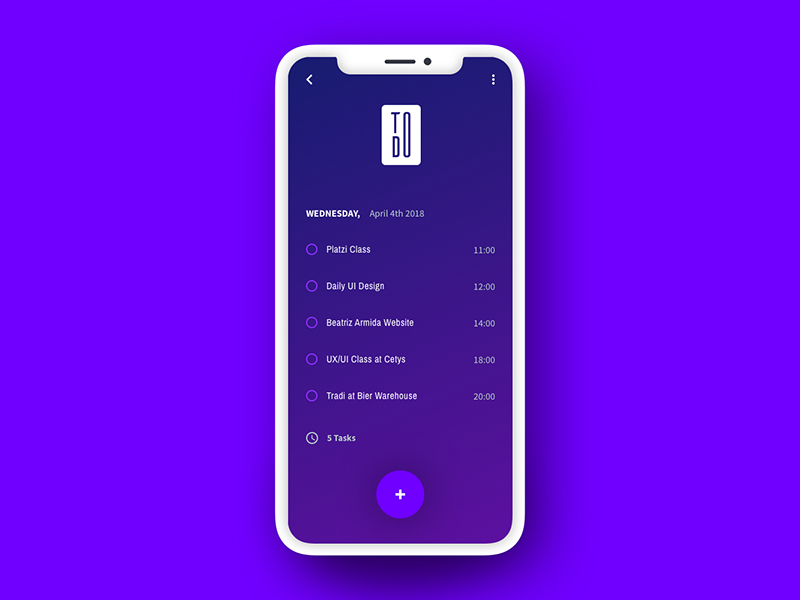 TO
DO
WEDNESDAY, April 4th 2018
Platzi Class 11:00
Daily UI Design 12:00
Beatriz Armida Website 14:00
UX/UI Class at Cetys 18:00
Tradi at Bier Warehouse 20:00
5 Tasks
+